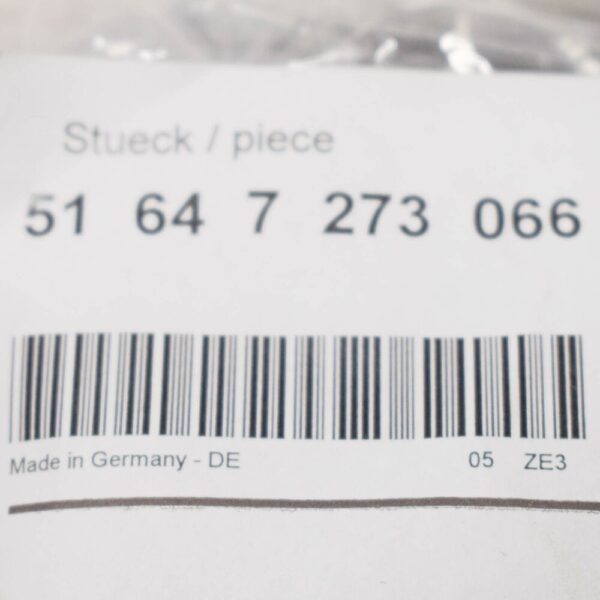 Stueck / piece
51 64 7 273 066
Made in Germany - DE 05 ZE3